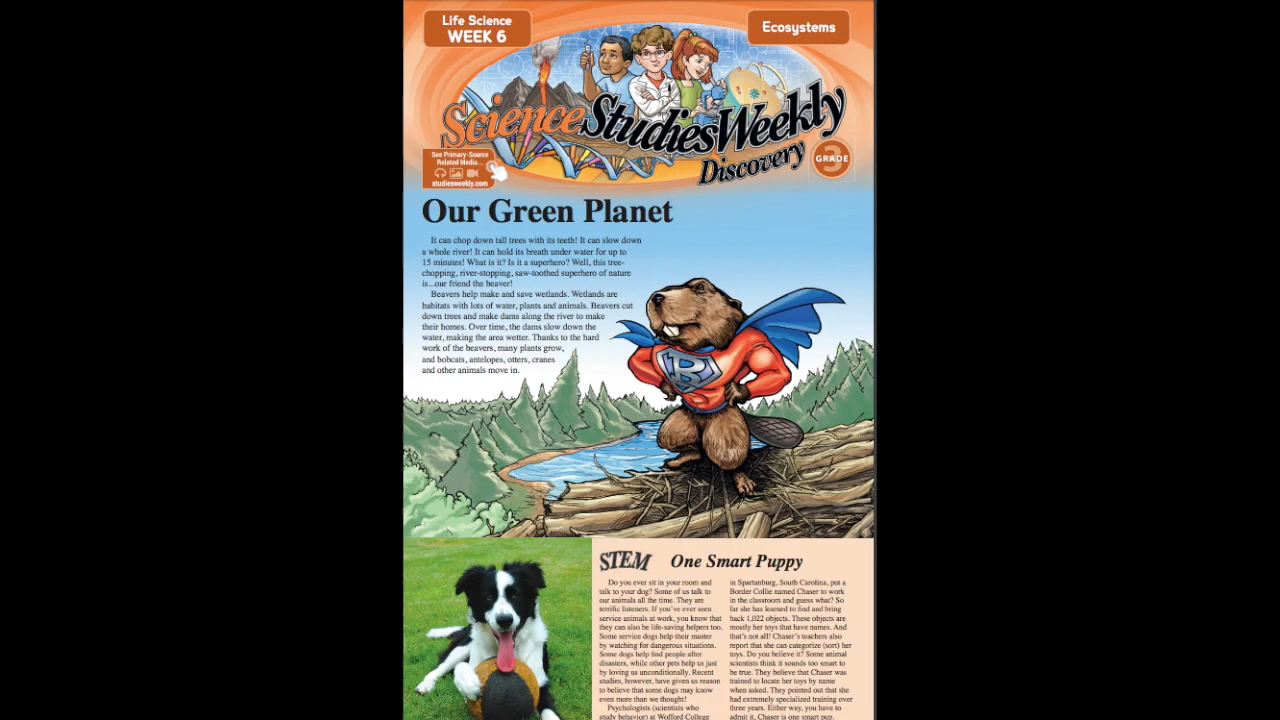 Life Science
WEEK 6
Ecosystems
Science Studies Weekly
Discovery
3
GRADE
See Primary-Source
Related Media...
studiesweekly.com
Our Green Planet
It can chop down tall trees with its teeth! It can slow down
a whole river! It can hold its breath under water for up to
15 minutes! What is it? Is it a superhero? Well, this tree-
chopping, river-stopping, saw-toothed superhero of nature
is...our friend the beaver!
Beavers help make and save wetlands. Wetlands are
habitats with lots of water, plants and animals. Beavers cut
down trees and make dams along the river to make
their homes. Over time, the dams slow down the
water, making the area wetter. Thanks to the hard
work of the beavers, many plants grow,
and bobcats, antelopes, otters, cranes
and other animals move in.
B
STEM
One Smart Puppy
Do you ever sit in your room and
talk to your dog? Some of us talk to
our animals all the time. They are
terrific listeners. If you've ever seen
service animals at work, you know that
they can also be life-saving helpers too.
Some service dogs help their master
by watching for dangerous situations.
Some dogs help find people after
disasters, while other pets help us just
by loving us unconditionally. Recent
studies, however, have given us reason
to believe that some dogs may know
even more than we thought!
Psychologists (scientists who
study behavior) at Wofford College
in Spartanburg, South Carolina, put a
Border Collie named Chaser to work
in the classroom and guess what? So
far she has learned to find and bring
back 1,022 objects. These objects are
mostly her toys that have names. And
that's not all! Chaser's teachers also
report that she can categorize (sort) her
toys. Do you believe it? Some animal
scientists think it sounds too smart to
be true. They believe that Chaser was
trained to locate her toys by name
when asked. They pointed out that she
had extremely specialized training over
three years. Either way, you have to
admit it, Chaser is one smart pup.